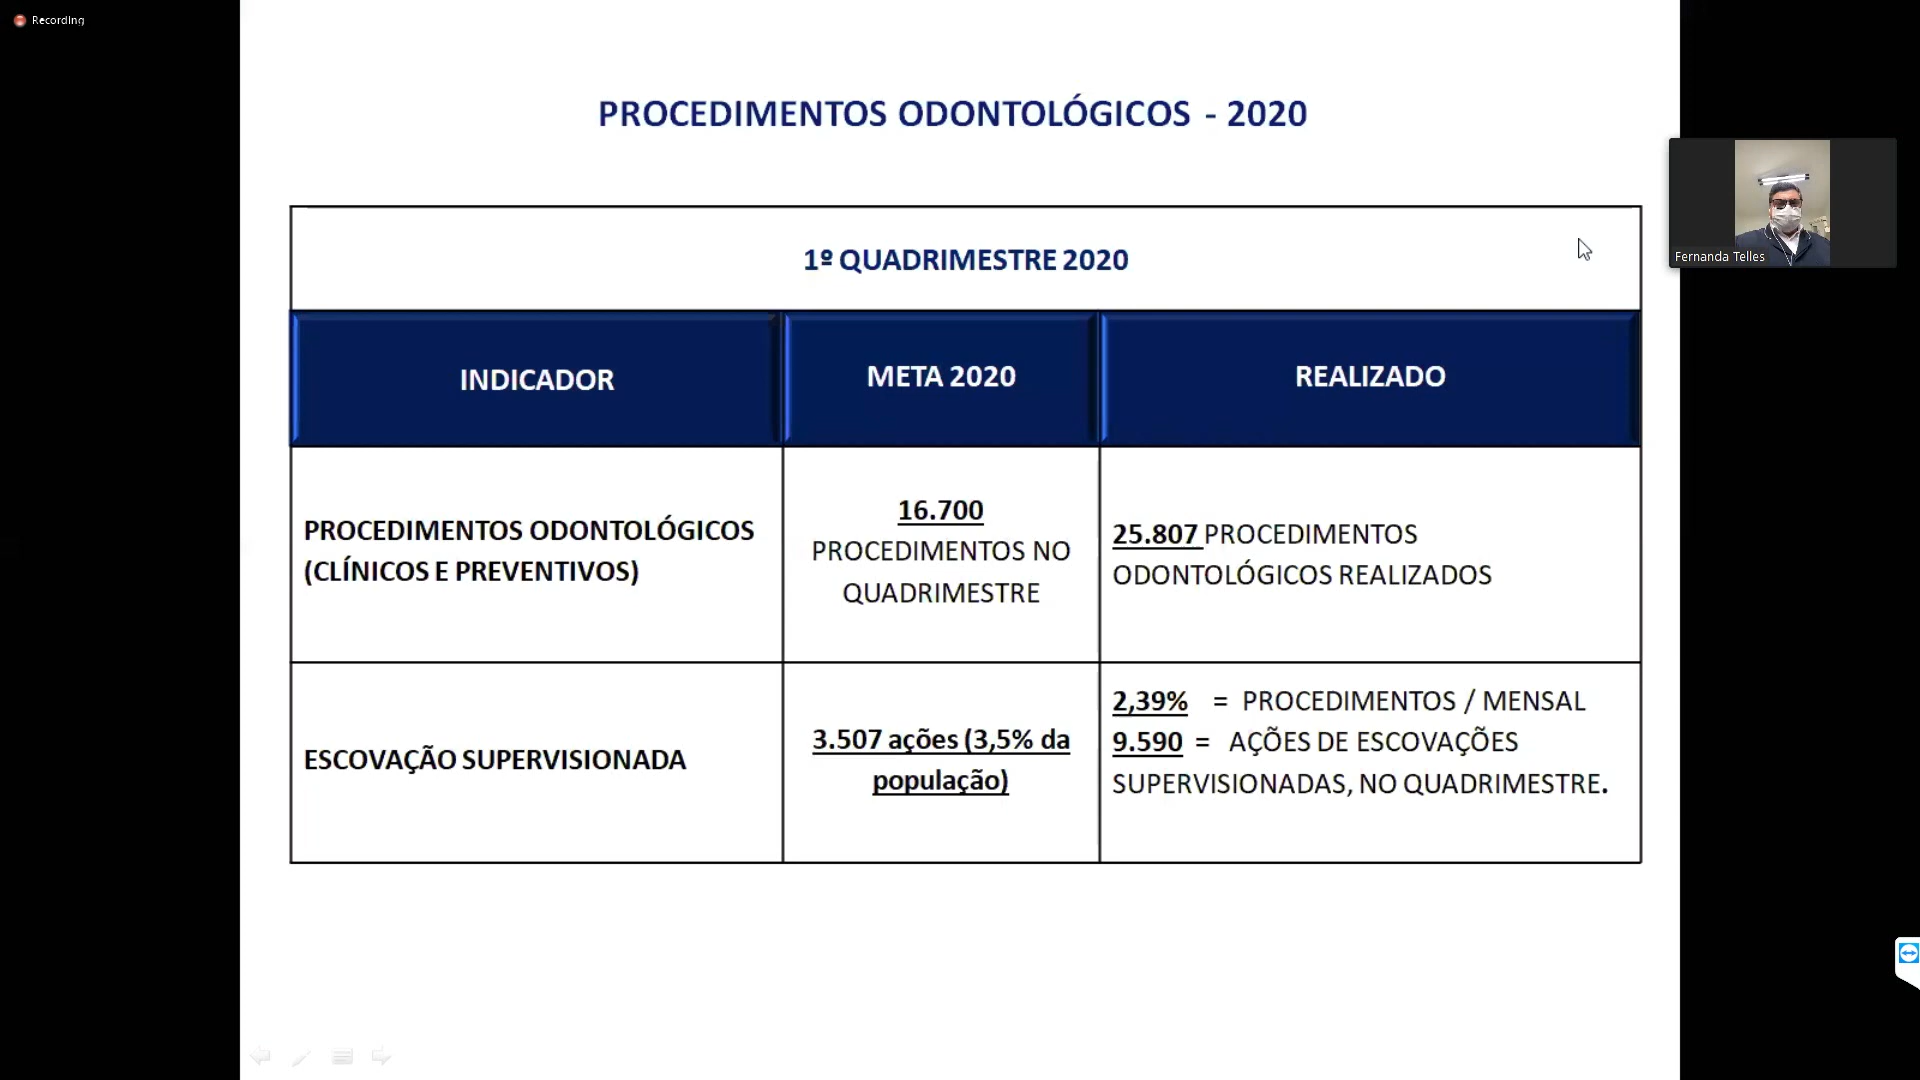 Recording
PROCEDIMENTOS ODONTOLÓGICOS - 2020
1º QUADRIMESTRE 2020
INDICADOR
META 2020
REALIZADO
PROCEDIMENTOS ODONTOLÓGICOS
(CLÍNICOS E PREVENTIVOS)
16.700
PROCEDIMENTOS NO
QUADRIMESTRE
25.807 PROCEDIMENTOS
ODONTOLÓGICOS REALIZADOS
ESCOVAÇÃO SUPERVISIONADA
3.507 ações (3,5% da
população)
2,39% = PROCEDIMENTOS / MENSAL
9.590 = AÇÕES DE ESCOVAÇÕES
SUPERVISIONADAS, NO QUADRIMESTRE.
Fernanda Telles